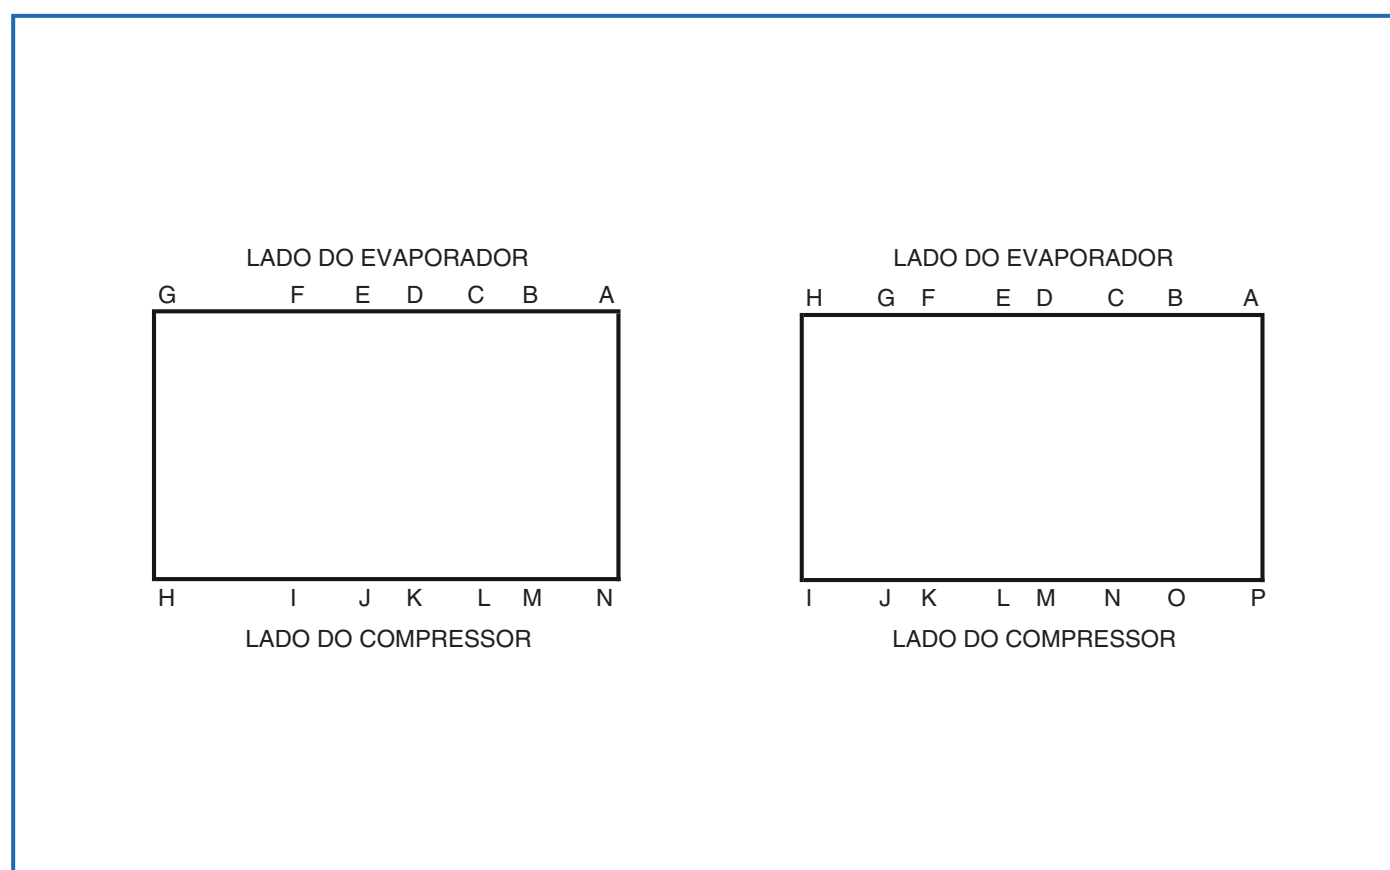 LADO DO EVAPORADOR
G F E D C B A
H I J K L M N
LADO DO COMPRESSOR
LADO DO EVAPORADOR
H G F E D C B A
I J K L M N O P
LADO DO COMPRESSOR